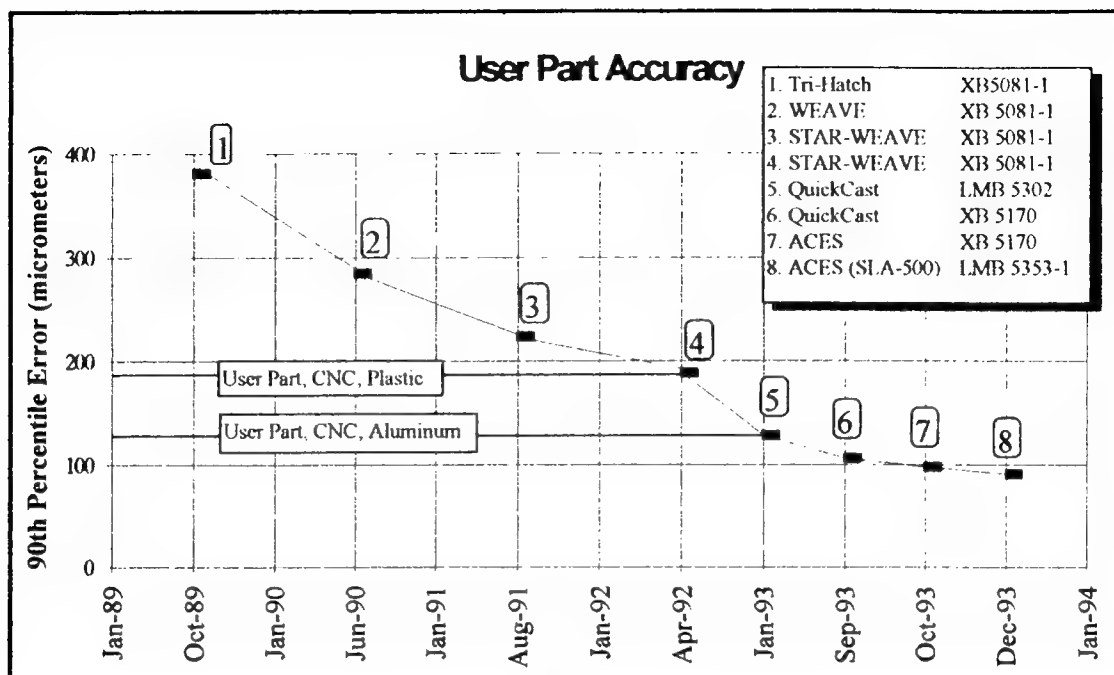 User Part Accuracy
1. Tri-Hatch XB5081-1
2. WEAVE XB 5081-1
3. STAR-WEAVE XB 5081-1
4. STAR-WEAVE XB 5081-1
5. QuickCast LMB 5302
6. QuickCast XB 5170
7. ACES XB 5170
8. ACES (SLA-500) LMB 5353-1
90th Percentile Error (micrometers)
400
300
200
100
0
1
2
3
4
5
6
7
8
User Part, CNC, Plastic
User Part, CNC, Aluminum
Jan-89
Oct-89
Jan-90
Jun-90
Jan-91
Aug-91
Jan-92
Apr-92
Jan-93
Sep-93
Oct-93
Dec-93
Jan-94